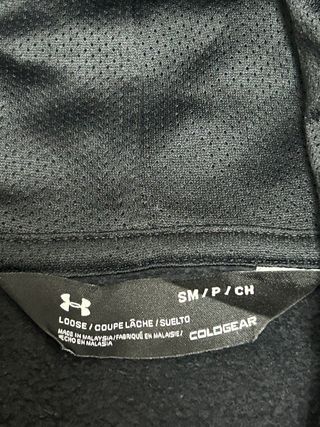 SM / P / CH
LOOSE / COUPE LÂCHE / SUELTO
COLDGEAR
MADE IN MALAYSIA / FABRIQUÉ EN MALAISIE /
HECHO EN MALASIA